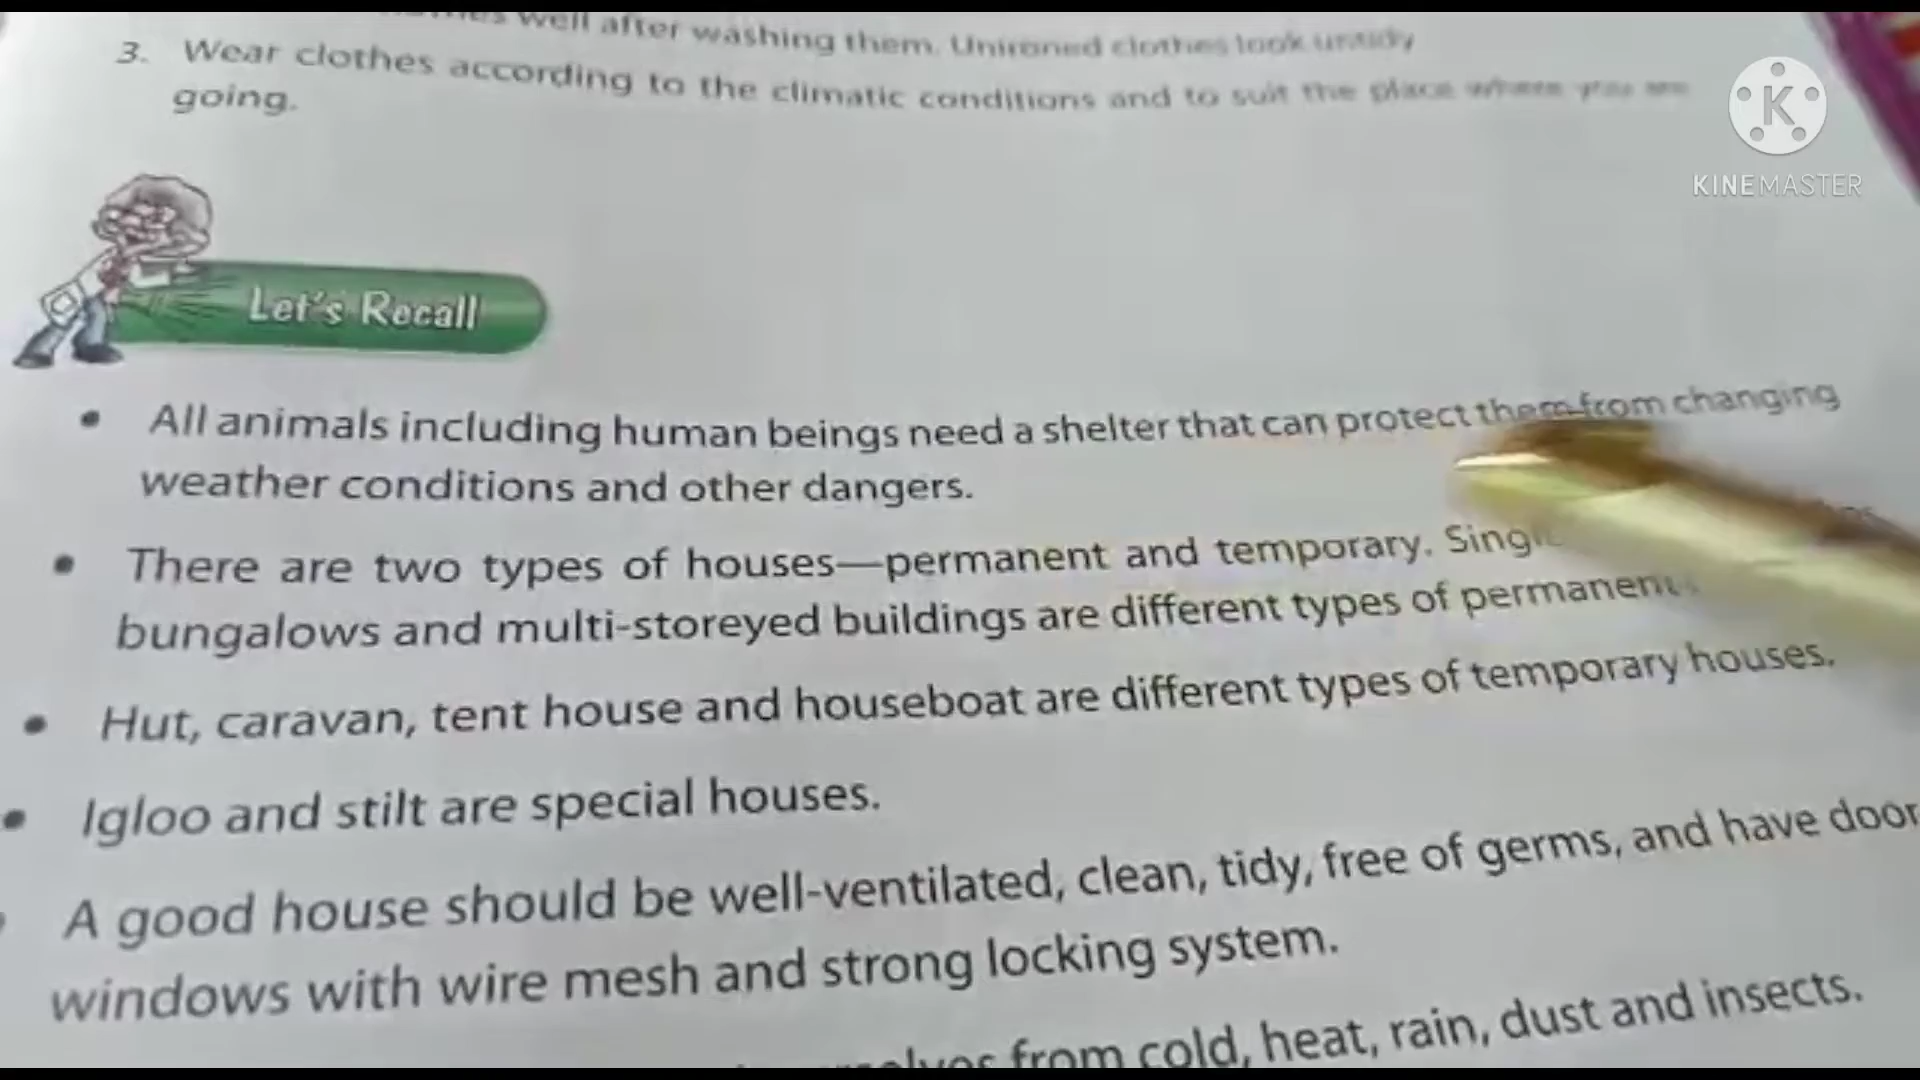 well after washing them. Unironed clothes look untidy
3. Wear clothes according to the climatic conditions and to suit the place where you are
going.
KINEMASTER
Let's Recall
• All animals including human beings need a shelter that can protect them from changing
weather conditions and other dangers.
• There are two types of houses—permanent and temporary.
bungalows and multi-storeyed buildings are different types of permanent
• Hut, caravan, tent house and houseboat are different types of temporary houses.
• Igloo and stilt are special houses.
A good house should be well-ventilated, clean, tidy, free of germs, and have door
windows with wire mesh and strong locking system.
from cold, heat, rain, dust and insects.